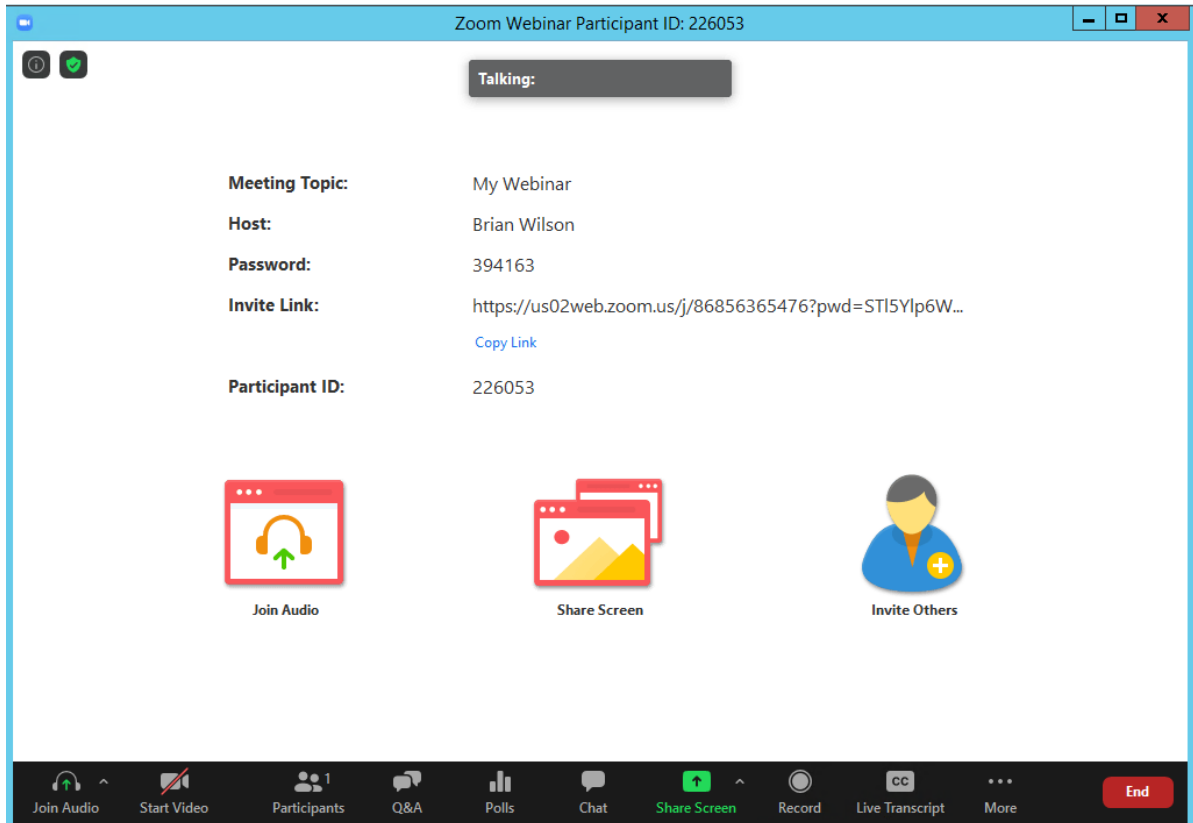 Zoom Webinar Participant ID: 226053
Talking:
Meeting Topic: My Webinar
Host: Brian Wilson
Password: 394163
Invite Link: https://us02web.zoom.us/j/86856365476?pwd=STl5Ylp6W...
Copy Link
Participant ID: 226053
Join Audio Share Screen Invite Others
1
CC
Join Audio Start Video Participants Q&A Polls Chat Share Screen Record Live Transcript More End